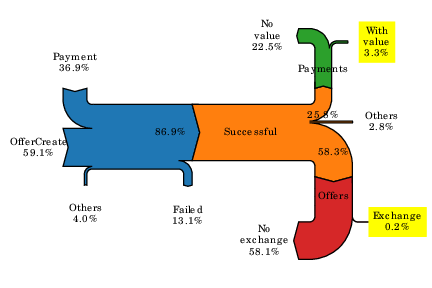 No
value
22.5%
With
value
3.3%
Payment
36.9%
Payments
25.8%
Others
2.8%
OfferCreate
59.1%
86.9%
Successful
58.3%
Others
4.0%
Failed
13.1%
Offers
No
exchange
58.1%
Exchange
0.2%